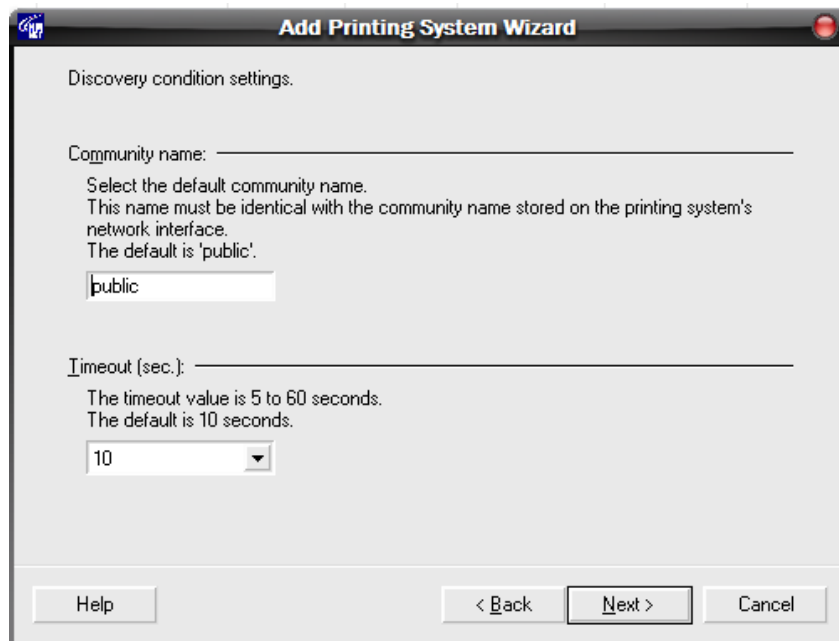 Add Printing System Wizard
Discovery condition settings.
Community name:
Select the default community name.
This name must be identical with the community name stored on the printing system's
network interface.
The default is 'public'.
public
Timeout (sec.):
The timeout value is 5 to 60 seconds.
The default is 10 seconds.
10
Help
< Back
Next >
Cancel